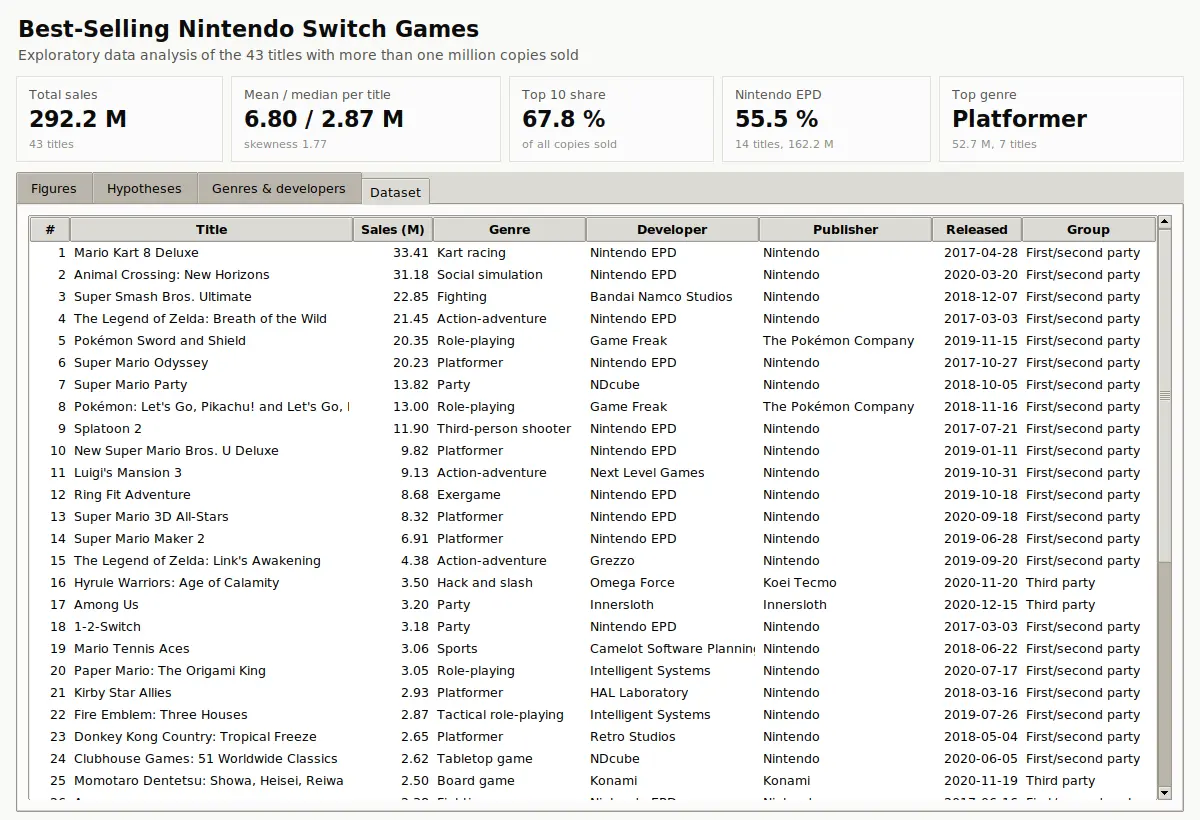 Best-Selling Nintendo Switch Games
Exploratory data analysis of the 43 titles with more than one million copies sold
Total sales
292.2 M
43 titles
Mean / median per title
6.80 / 2.87 M
skewness 1.77
Top 10 share
67.8 %
of all copies sold
Nintendo EPD
55.5 %
14 titles, 162.2 M
Top genre
Platformer
52.7 M, 7 titles
Figures Hypotheses Genres & developers Dataset
# Title Sales (M) Genre Developer Publisher Released Group
1 Mario Kart 8 Deluxe 33.41 Kart racing Nintendo EPD Nintendo 2017-04-28 First/second party
2 Animal Crossing: New Horizons 31.18 Social simulation Nintendo EPD Nintendo 2020-03-20 First/second party
3 Super Smash Bros. Ultimate 22.85 Fighting Bandai Namco Studios Nintendo 2018-12-07 First/second party
4 The Legend of Zelda: Breath of the Wild 21.45 Action-adventure Nintendo EPD Nintendo 2017-03-03 First/second party
5 Pokémon Sword and Shield 20.35 Role-playing Game Freak The Pokémon Company 2019-11-15 First/second party
6 Super Mario Odyssey 20.23 Platformer Nintendo EPD Nintendo 2017-10-27 First/second party
7 Super Mario Party 13.82 Party NDcube Nintendo 2018-10-05 First/second party
8 Pokémon: Let's Go, Pikachu! and Let's Go, 13.00 Role-playing Game Freak The Pokémon Company 2018-11-16 First/second party
9 Splatoon 2 11.90 Third-person shooter Nintendo EPD Nintendo 2017-07-21 First/second party
10 New Super Mario Bros. U Deluxe 9.82 Platformer Nintendo EPD Nintendo 2019-01-11 First/second party
11 Luigi's Mansion 3 9.13 Action-adventure Next Level Games Nintendo 2019-10-31 First/second party
12 Ring Fit Adventure 8.68 Exergame Nintendo EPD Nintendo 2019-10-18 First/second party
13 Super Mario 3D All-Stars 8.32 Platformer Nintendo EPD Nintendo 2020-09-18 First/second party
14 Super Mario Maker 2 6.91 Platformer Nintendo EPD Nintendo 2019-06-28 First/second party
15 The Legend of Zelda: Link's Awakening 4.38 Action-adventure Grezzo Nintendo 2019-09-20 First/second party
16 Hyrule Warriors: Age of Calamity 3.50 Hack and slash Omega Force Koei Tecmo 2020-11-20 Third party
17 Among Us 3.20 Party Innersloth Innersloth 2020-12-15 Third party
18 1-2-Switch 3.18 Party Nintendo EPD Nintendo 2017-03-03 First/second party
19 Mario Tennis Aces 3.06 Sports Camelot Software Planning Nintendo 2018-06-22 First/second party
20 Paper Mario: The Origami King 3.05 Role-playing Intelligent Systems Nintendo 2020-07-17 First/second party
21 Kirby Star Allies 2.93 Platformer HAL Laboratory Nintendo 2018-03-16 First/second party
22 Fire Emblem: Three Houses 2.87 Tactical role-playing Intelligent Systems Nintendo 2019-07-26 First/second party
23 Donkey Kong Country: Tropical Freeze 2.65 Platformer Retro Studios Nintendo 2018-05-04 First/second party
24 Clubhouse Games: 51 Worldwide Classics 2.62 Tabletop game NDcube Nintendo 2020-06-05 First/second party
25 Momotaro Dentetsu: Showa, Heisei, Reiwa 2.50 Board game Konami Konami 2020-11-19 Third party